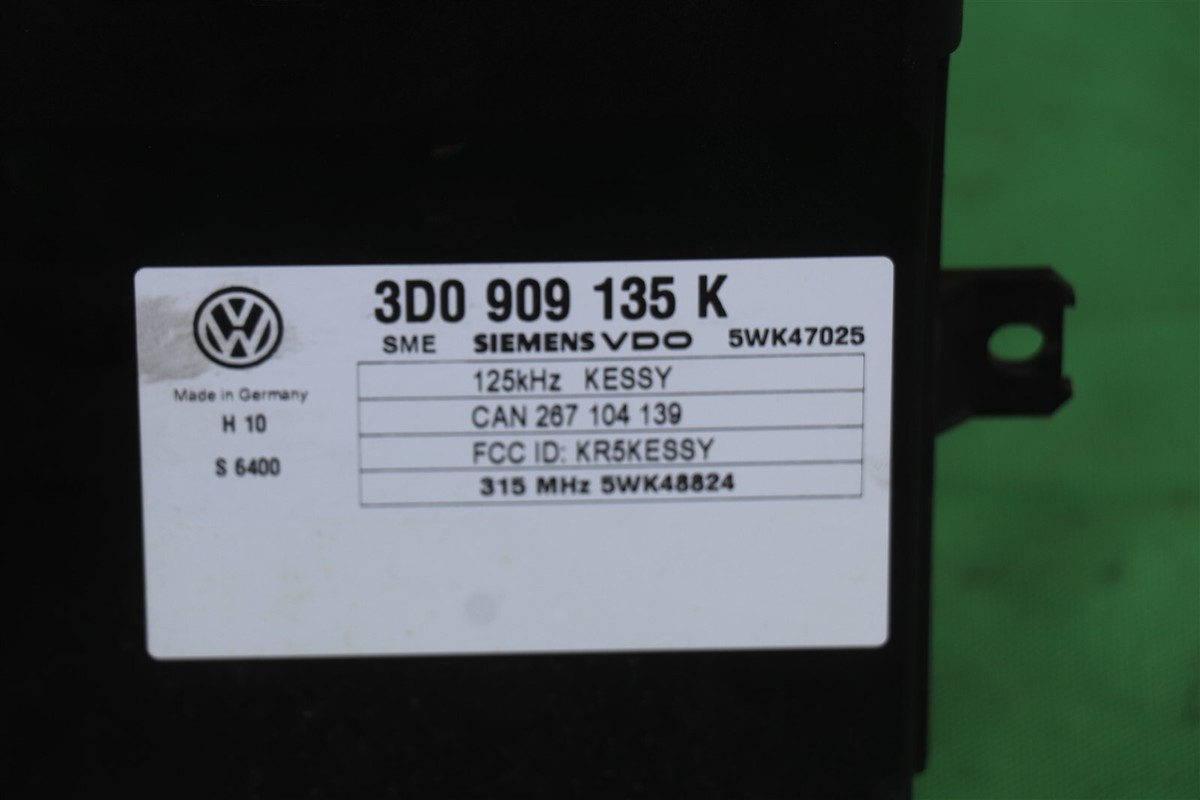 3D0 909 135 K
SME SIEMENS VDO 5WK47025
Made in Germany
H 10
S 6400
125kHz KESSY
CAN 267 104 139
FCC ID: KR5KESSY
315 MHz 5WK48824